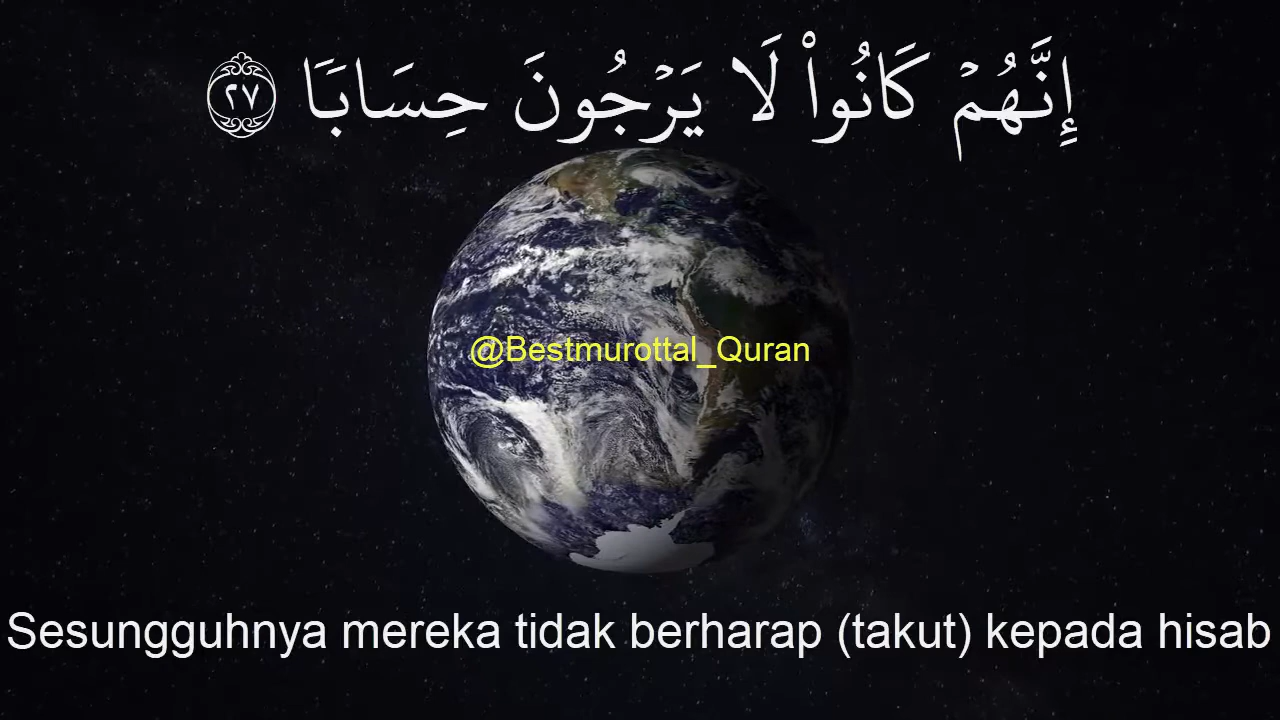 إِنَّهُمْ كَانُوا۟ لَا يَرْجُونَ حِسَابًا ٢٧
@Bestmurottal_Quran
Sesungguhnya mereka tidak berharap (takut) kepada hisab